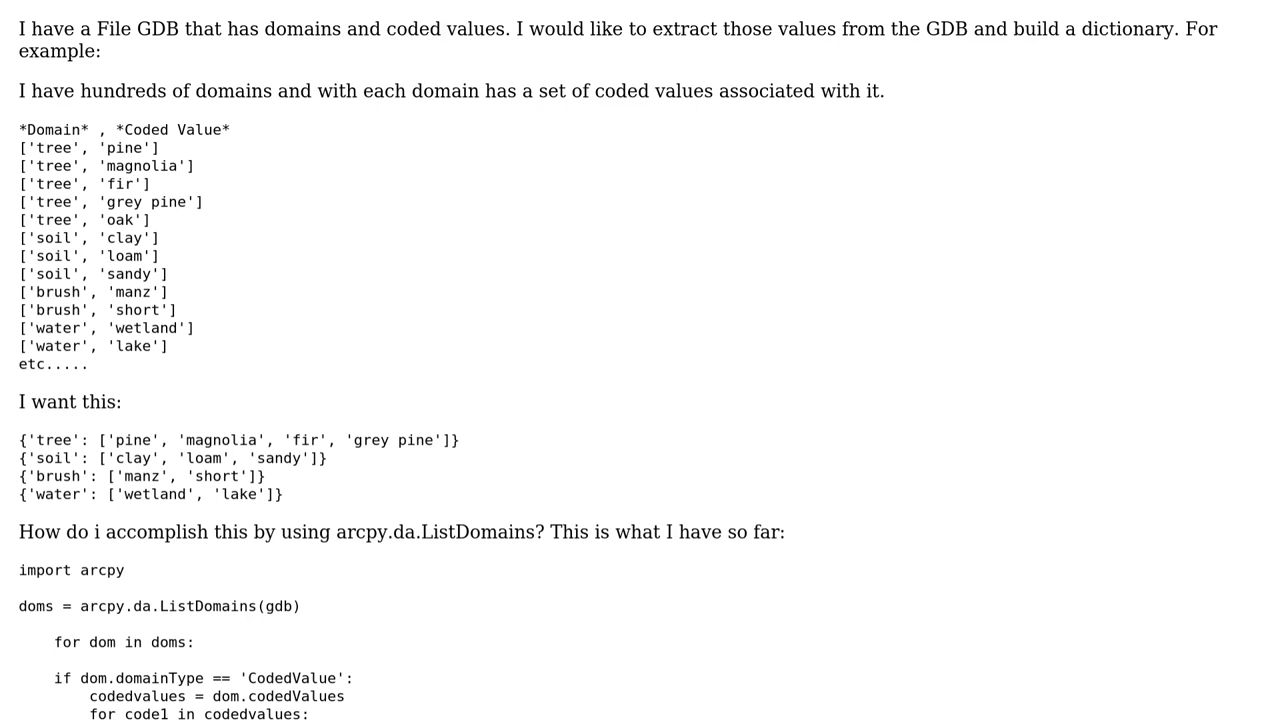 I have a File GDB that has domains and coded values. I would like to extract those values from the GDB and build a dictionary. For
example:
I have hundreds of domains and with each domain has a set of coded values associated with it.
*Domain* , *Coded Value*
['tree', 'pine']
['tree', 'magnolia']
['tree', 'fir']
['tree', 'grey pine']
['tree', 'oak']
['soil', 'clay']
['soil', 'loam']
['soil', 'sandy']
['brush', 'manz']
['brush', 'short']
['water', 'wetland']
['water', 'lake']
etc.....
I want this:
{'tree': ['pine', 'magnolia', 'fir', 'grey pine']}
{'soil': ['clay', 'loam', 'sandy']}
{'brush': ['manz', 'short']}
{'water': ['wetland', 'lake']}
How do i accomplish this by using arcpy.da.ListDomains? This is what I have so far:
import arcpy
doms = arcpy.da.ListDomains(gdb)
    for dom in doms:
    if dom.domainType == 'CodedValue':
        codedvalues = dom.codedValues
        for code1 in codedvalues: